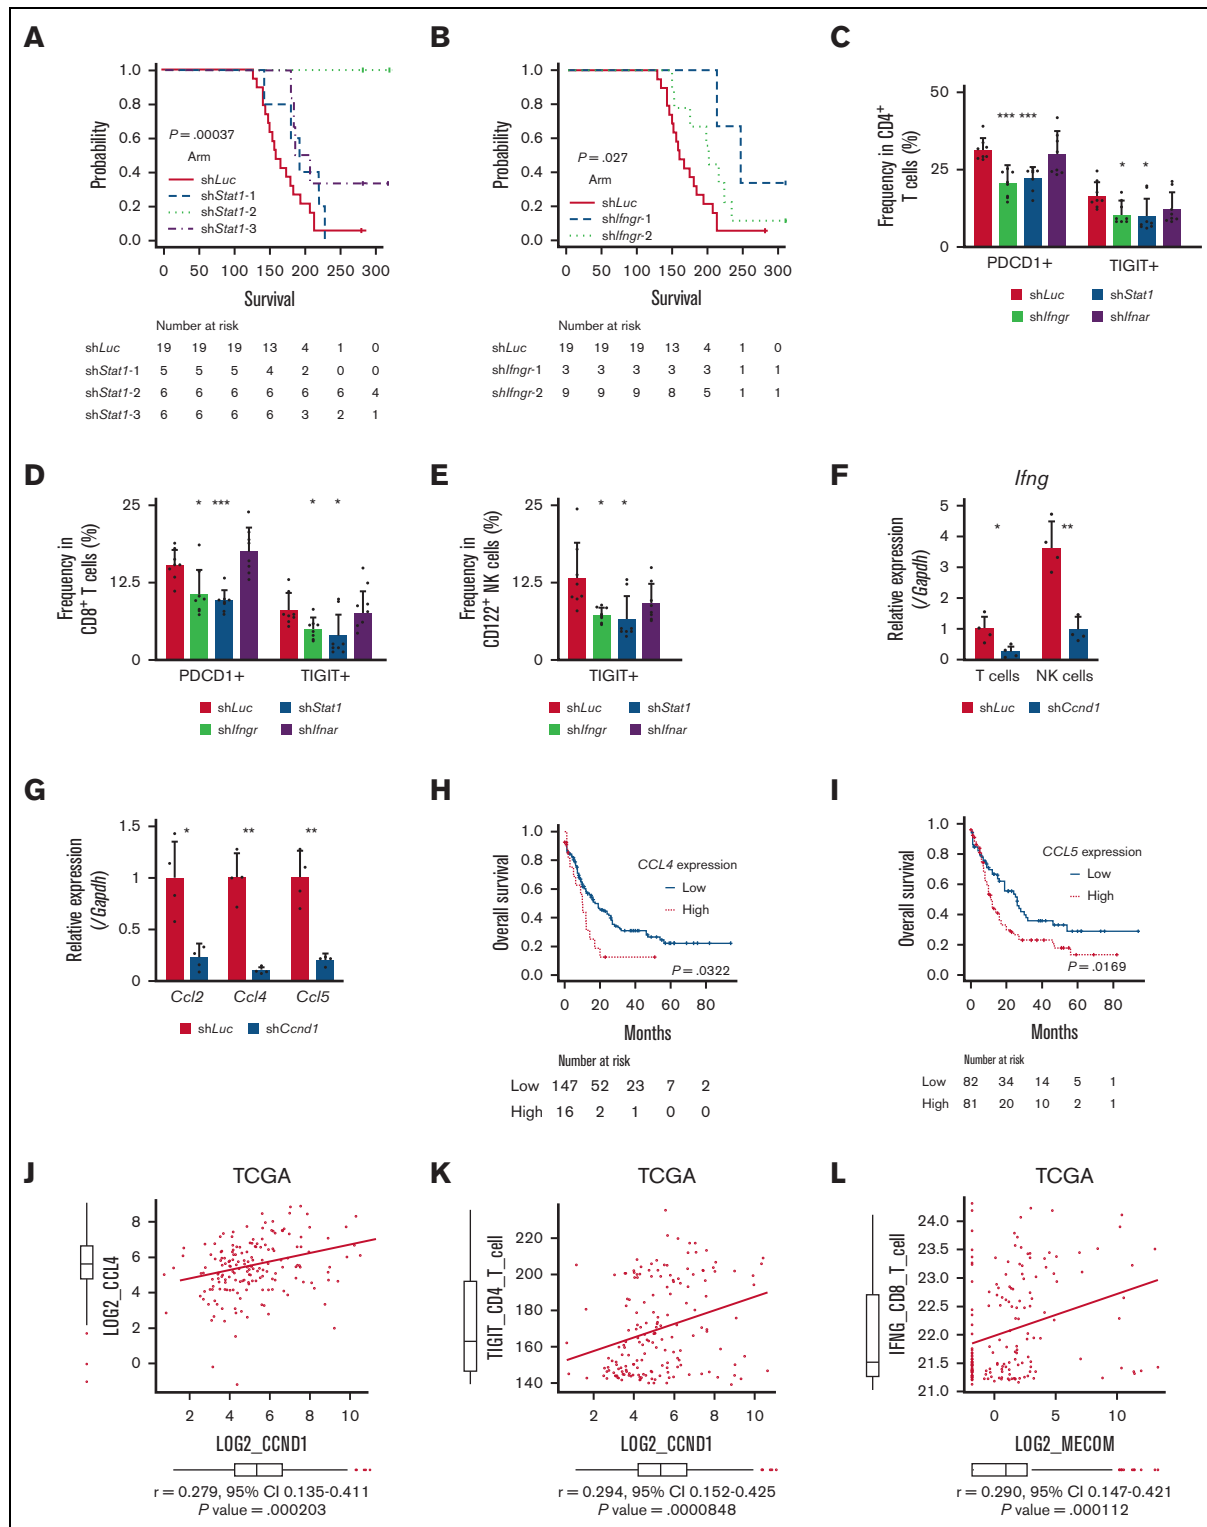 A
1.0
0.8
0.6
0.4
0.2
0.0
Probability
P = .00037
Arm
shLuc
shStat1-1
shStat1-2
shStat1-3
0 50 100 150 200 250 300
Survival
Number at risk
shLuc 19 19 19 13 4 1 0
shStat1-1 5 5 5 4 2 0 0
shStat1-2 6 6 6 6 6 6 4
shStat1-3 6 6 6 6 3 2 1
B
1.0
0.8
0.6
0.4
0.2
0.0
Probability
P = .027
Arm
shLuc
shIfngr-1
shIfngr-2
0 50 100 150 200 250 300
Survival
Number at risk
shLuc 19 19 19 13 4 1 0
shIfngr-1 3 3 3 3 3 1 1
shIfngr-2 9 9 9 8 5 1 1
C
Frequency in CD4+
T cells (%)
50
25
0
*** ***
* *
PDCD1+ TIGIT+
shLuc shStat1
shIfngr shIfnar
D
Frequency in
CD8+ T cells (%)
25
12.5
0
* *** * *
PDCD1+ TIGIT+
shLuc shStat1
shIfngr shIfnar
E
Frequency in
CD122+ NK cells (%)
25
12.5
0
* *
TIGIT+
shLuc shStat1
shIfngr shIfnar
F
Ifng
Relative expression
(/Gapdh)
5
4
3
2
1
0
* **
T cells NK cells
shLuc shCcnd1
G
Relative expression
(/Gapdh)
1.5
1
0.5
0
* ** **
Ccl2 Ccl4 Ccl5
shLuc shCcnd1
H
Overall survival
1.0
0.8
0.6
0.4
0.2
0.0
CCL4 expression
Low
High
P = .0322
0 20 40 60 80
Months
Number at risk
Low 147 52 23 7 2
High 16 2 1 0 0
I
Overall survival
1.0
0.8
0.6
0.4
0.2
0.0
CCL5 expression
Low
High
P = .0169
0 20 40 60 80
Months
Number at risk
Low 82 34 14 5 1
High 81 20 10 2 1
J
TCGA
LOG2_CCL4
8
6
4
2
0
2 4 6 8 10
LOG2_CCND1
r = 0.279, 95% CI 0.135-0.411
P value = .000203
K
TCGA
TIGIT_CD4_T_cell
220
200
180
160
140
2 4 6 8 10
LOG2_CCND1
r = 0.294, 95% CI 0.152-0.425
P value = .0000848
L
TCGA
IFNG_CD8_T_cell
24.0
23.5
23.0
22.5
22.0
21.5
21.0
0 5 10
LOG2_MECOM
r = 0.290, 95% CI 0.147-0.421
P value = .000112